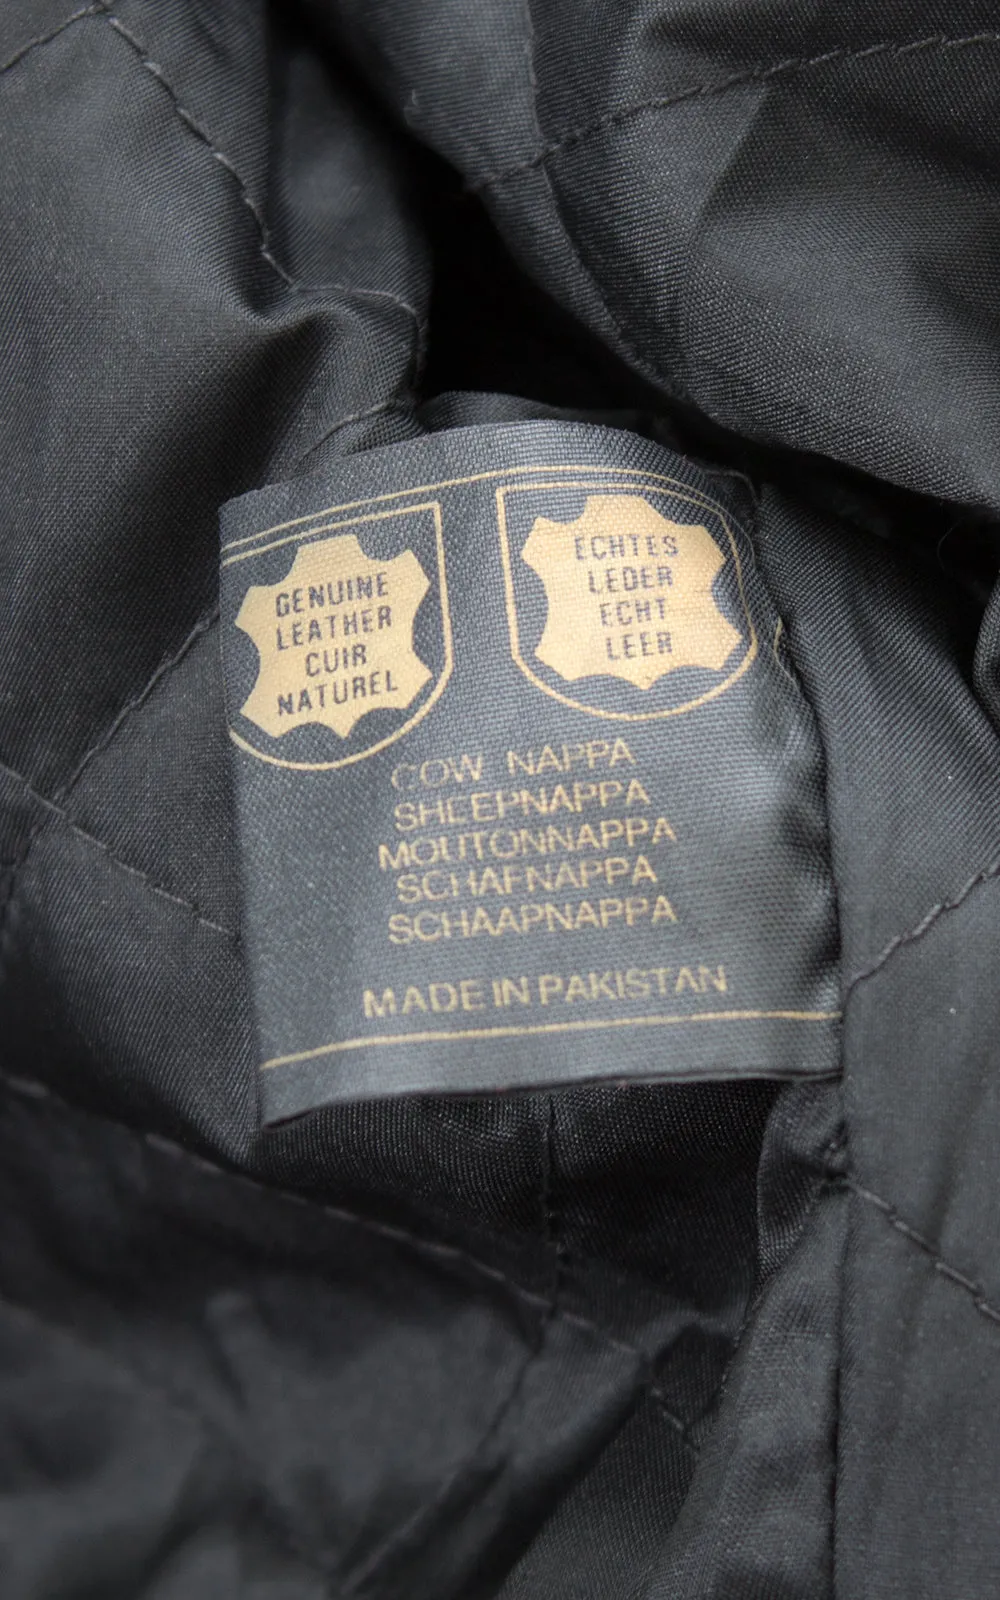 GENUINE
LEATHER
CUIR
NATUREL
ECHTES
LEDER
ECHT
LEER
COW NAPPA
SHEEPNAPPA
MOUTONNAPPA
SCHAFNAPPA
SCHAAPNAPPA
MADE IN PAKISTAN